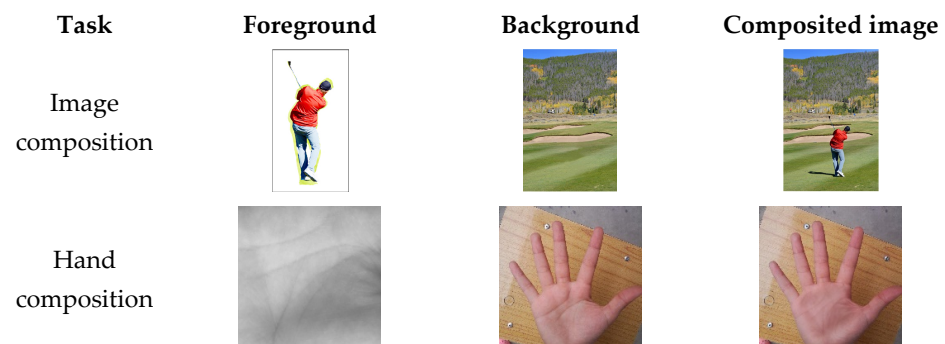 Task Foreground Background Composited image
Image
composition
Hand
composition